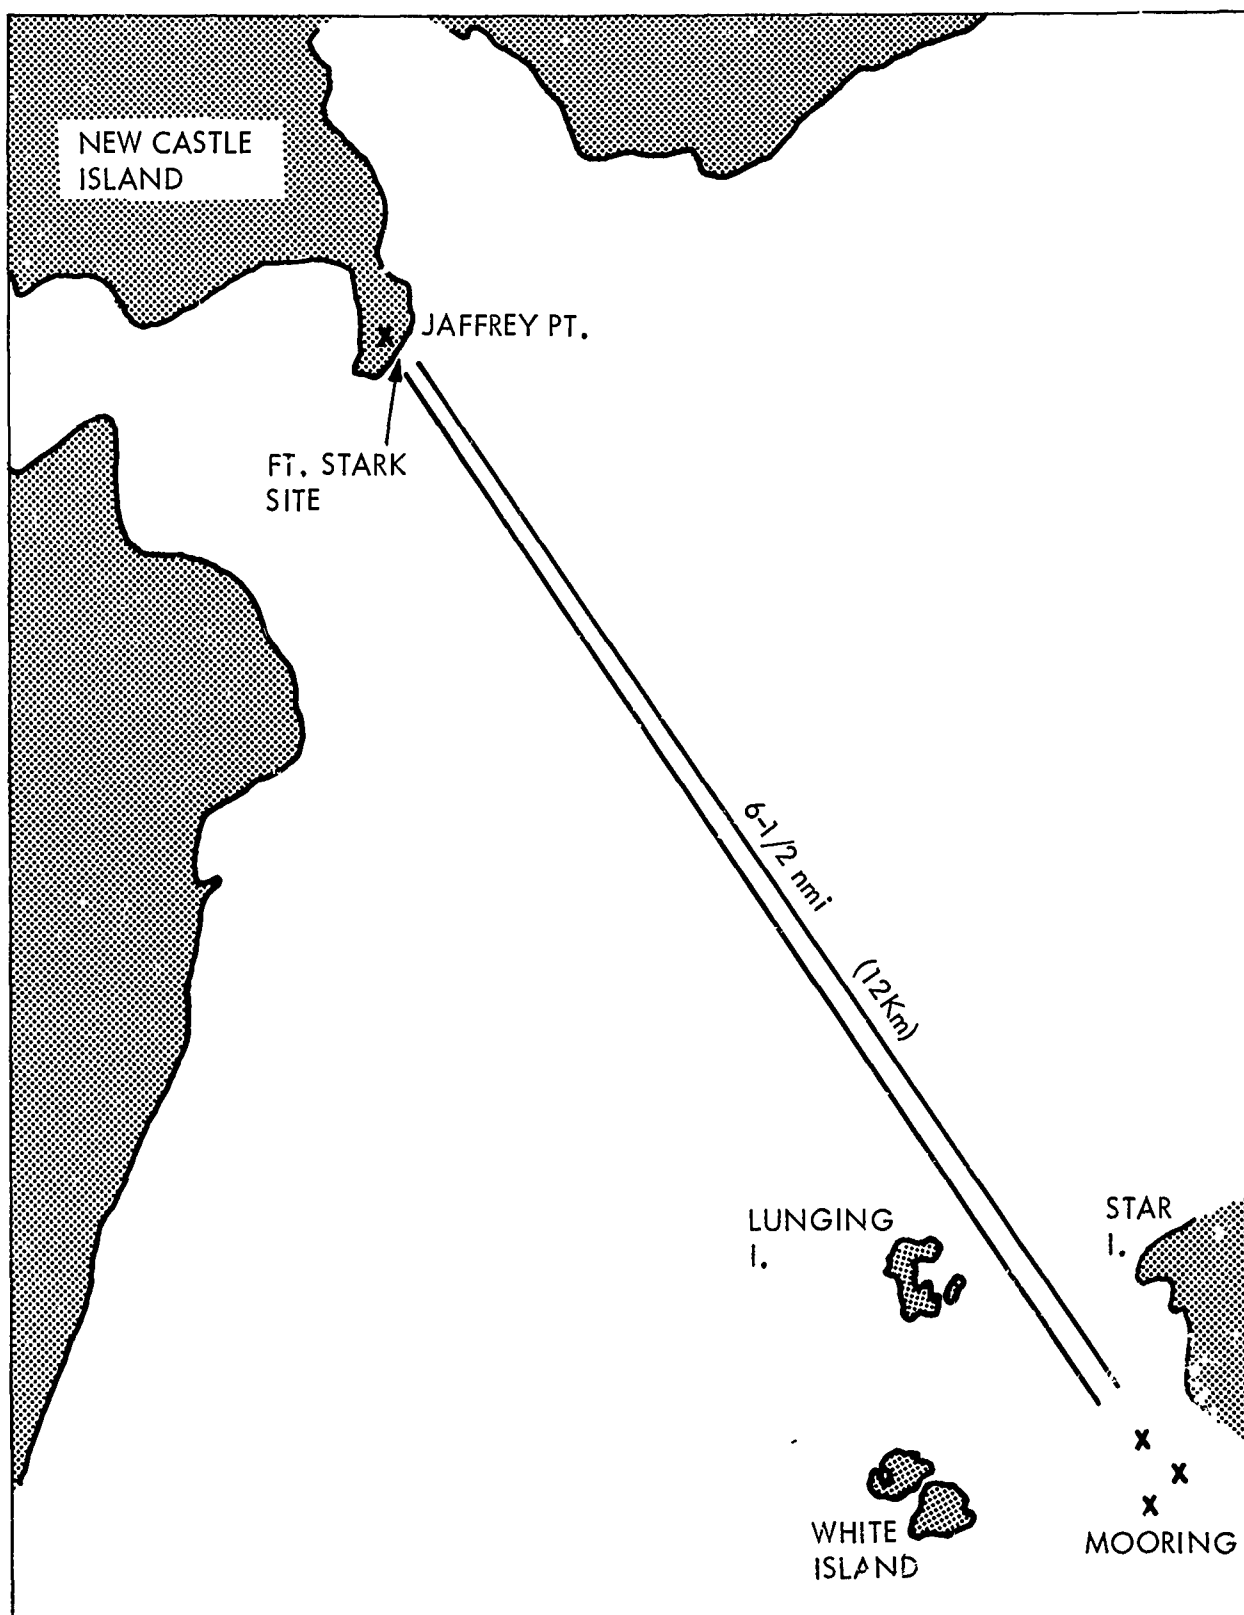 NEW CASTLE
ISLAND
JAFFREY PT.
X
FT. STARK
SITE
6-1/2 nmi
(12Km)
LUNGING
I.
STAR
I.
X
X
X
WHITE
ISLAND
MOORING